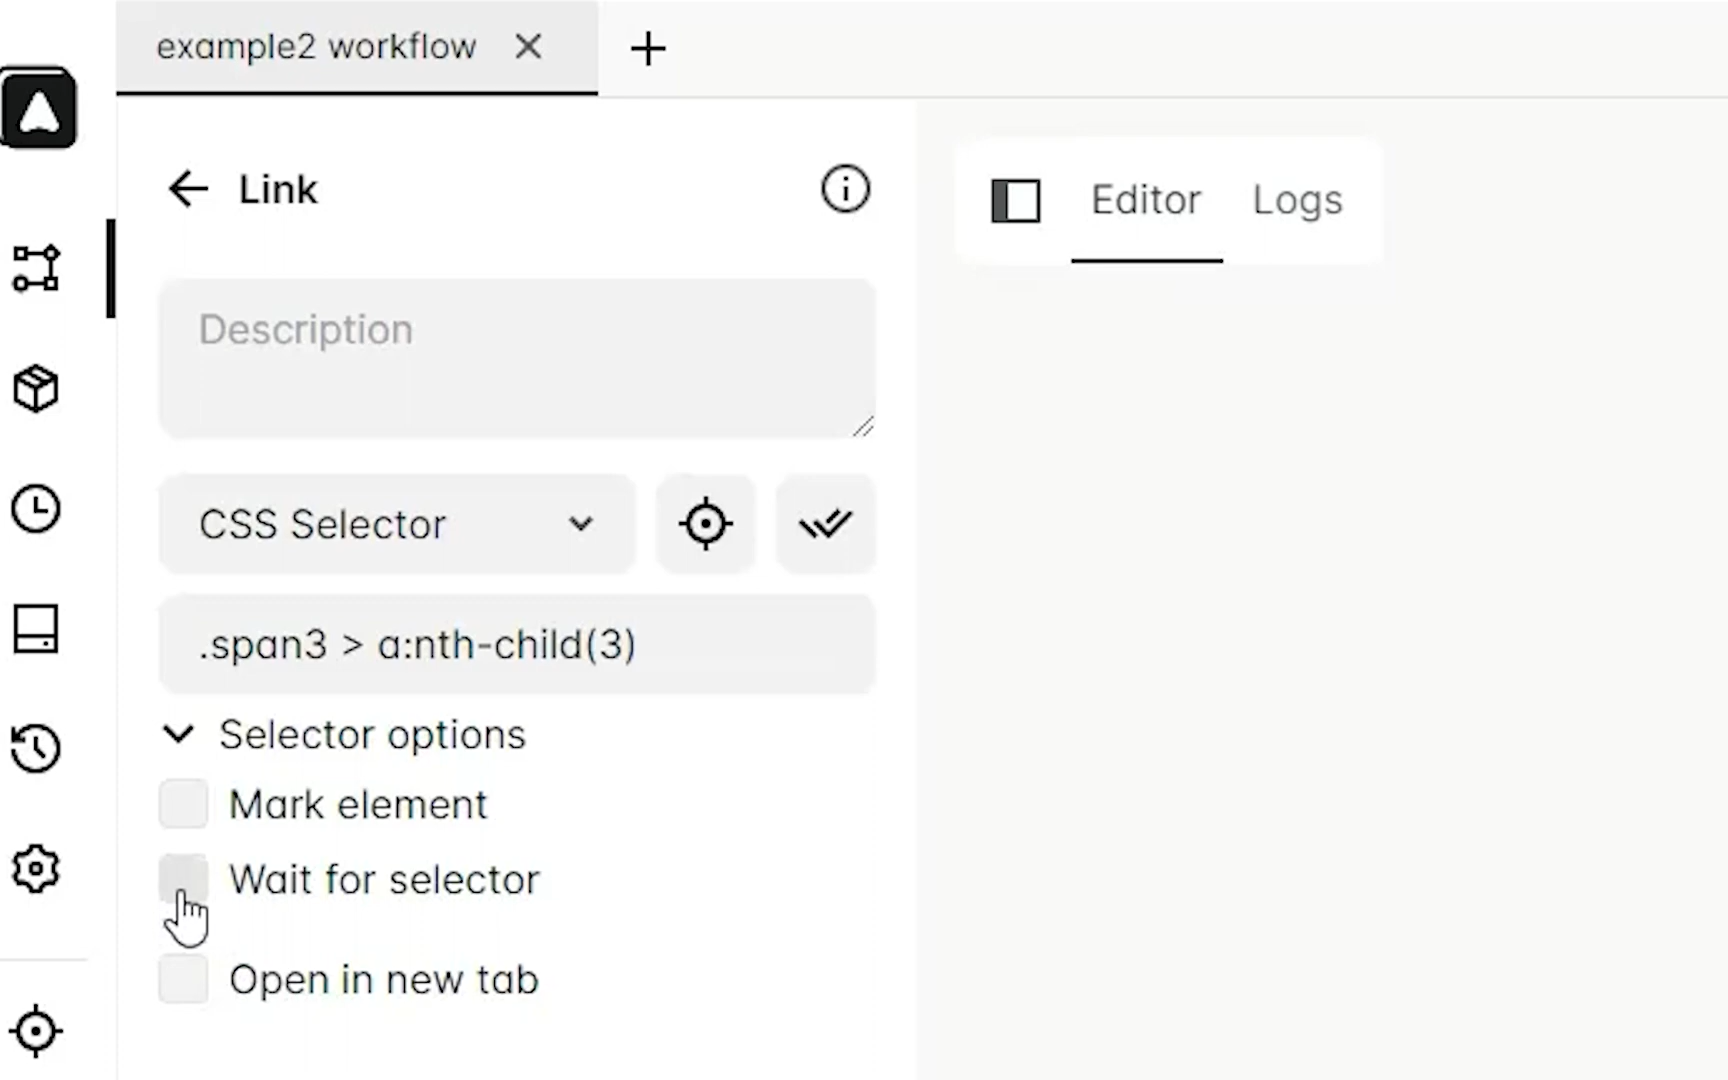 example2 workflow
Link
Editor
Logs
Description
CSS Selector
.span3 > a:nth-child(3)
Selector options
Mark element
Wait for selector
Open in new tab